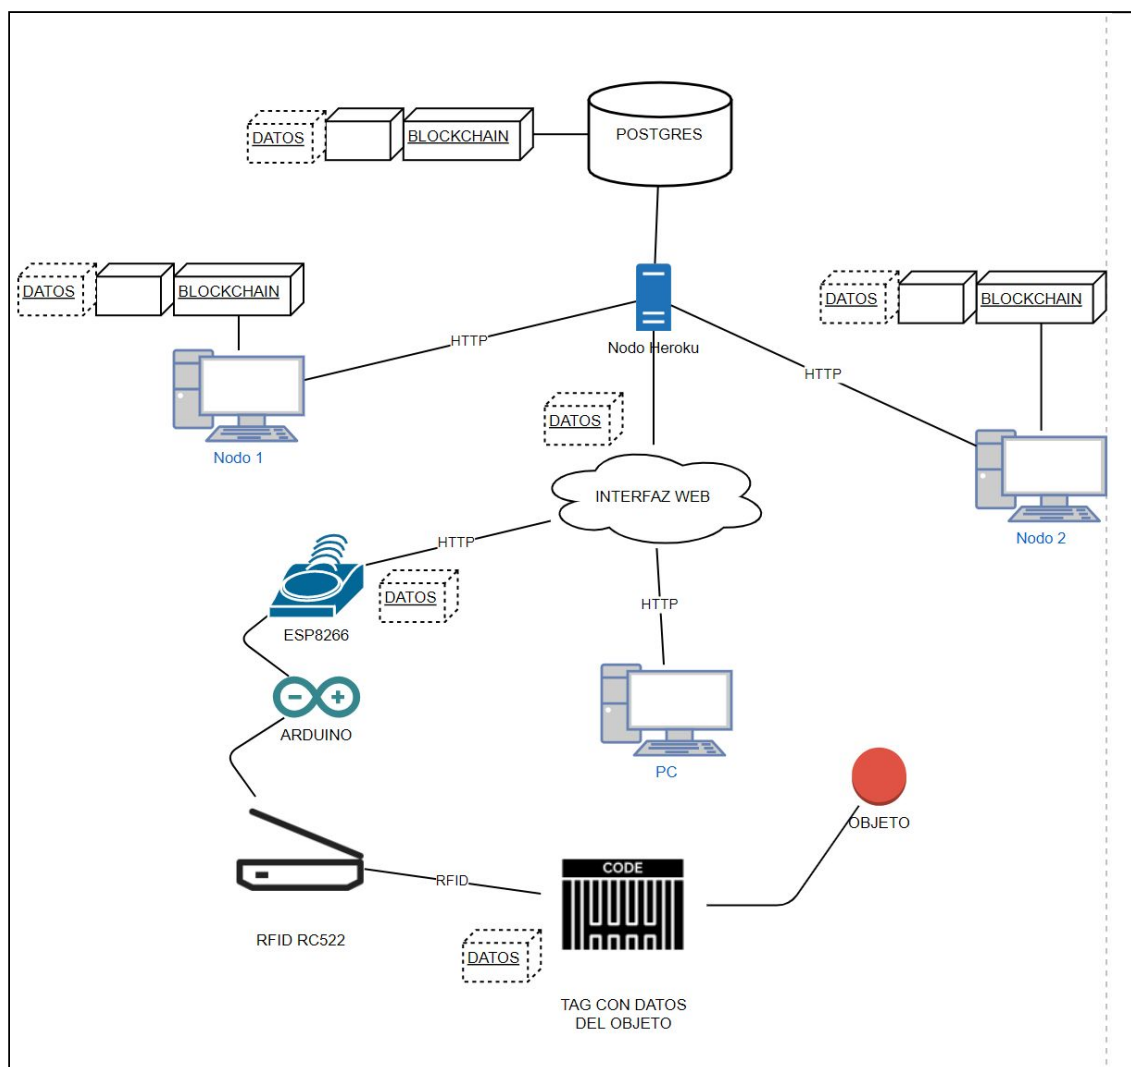 POSTGRES
DATOS
BLOCKCHAIN
DATOS
BLOCKCHAIN
DATOS
BLOCKCHAIN
HTTP
Nodo Heroku
HTTP
DATOS
Nodo 1
INTERFAZ WEB
Nodo 2
HTTP
DATOS
HTTP
ESP8266
ARDUINO
PC
OBJETO
CODE
RFID
RFID RC522
DATOS
TAG CON DATOS
DEL OBJETO